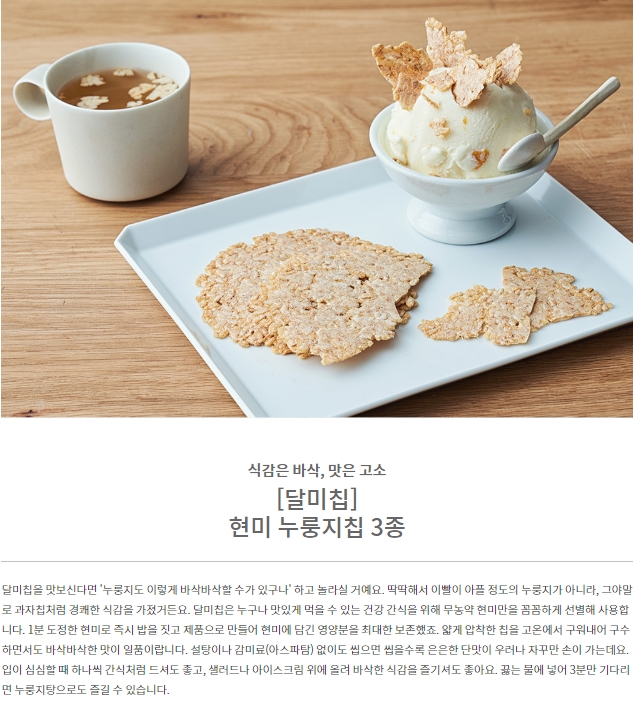 식감은 바삭, 맛은 고소
[달미칩]
현미 누룽지칩 3종
달미칩을 맛보신다면 '누룽지도 이렇게 바삭바삭할 수가 있구나' 하고 놀라실 거예요. 딱딱해서 이빨이 아플 정도의 누룽지가 아니라, 그야말
로 과자칩처럼 경쾌한 식감을 가졌거든요. 달미칩은 누구나 맛있게 먹을 수 있는 건강 간식을 위해 무농약 현미만을 꼼꼼하게 선별해 사용합
니다. 1분 도정한 현미로 즉시 밥을 짓고 제품으로 만들어 현미에 담긴 영양분을 최대한 보존했죠. 얇게 압착한 칩을 고온에서 구워내어 구수
하면서도 바삭바삭한 맛이 일품이랍니다. 설탕이나 감미료(아스파탐) 없이도 씹으면 씹을수록 은은한 단맛이 우러나 자꾸만 손이 가는데요.
입이 심심할 때 하나씩 간식처럼 드셔도 좋고, 샐러드나 아이스크림 위에 올려 바삭한 식감을 즐기셔도 좋아요. 끓는 물에 넣어 3분만 기다리
면 누룽지탕으로도 즐길 수 있습니다.